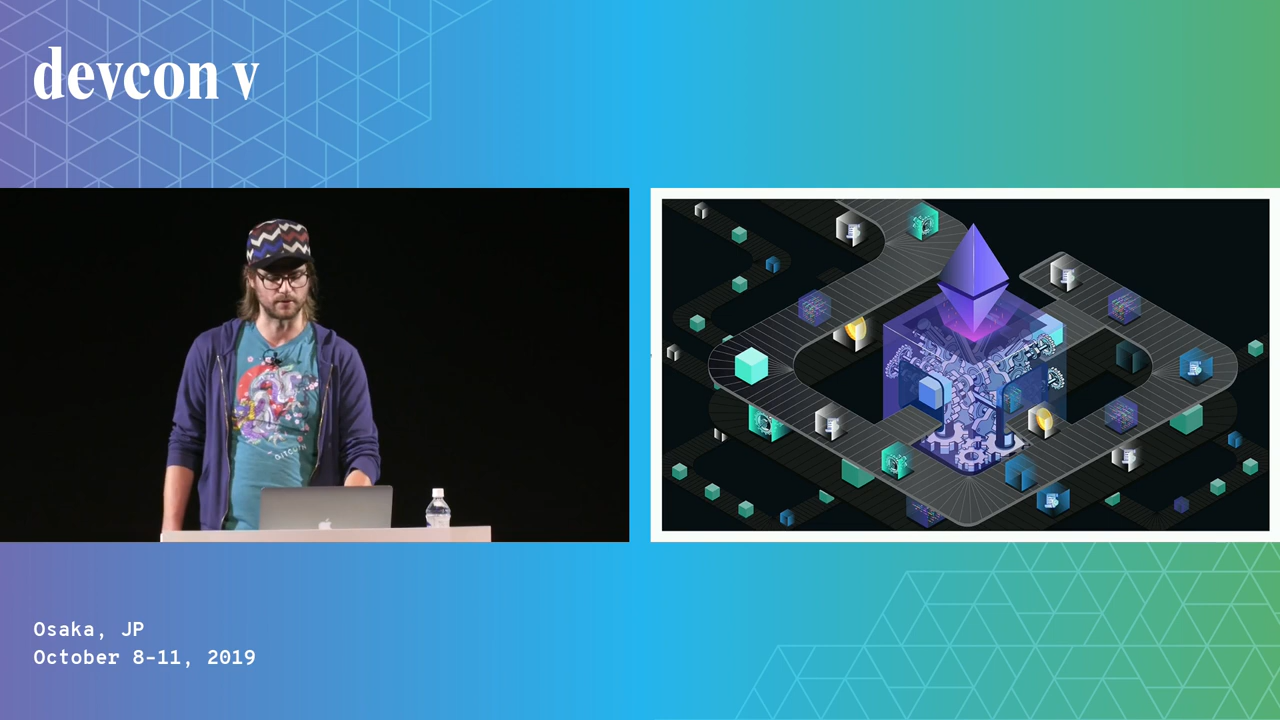 devcon v
Osaka, JP
October 8-11, 2019